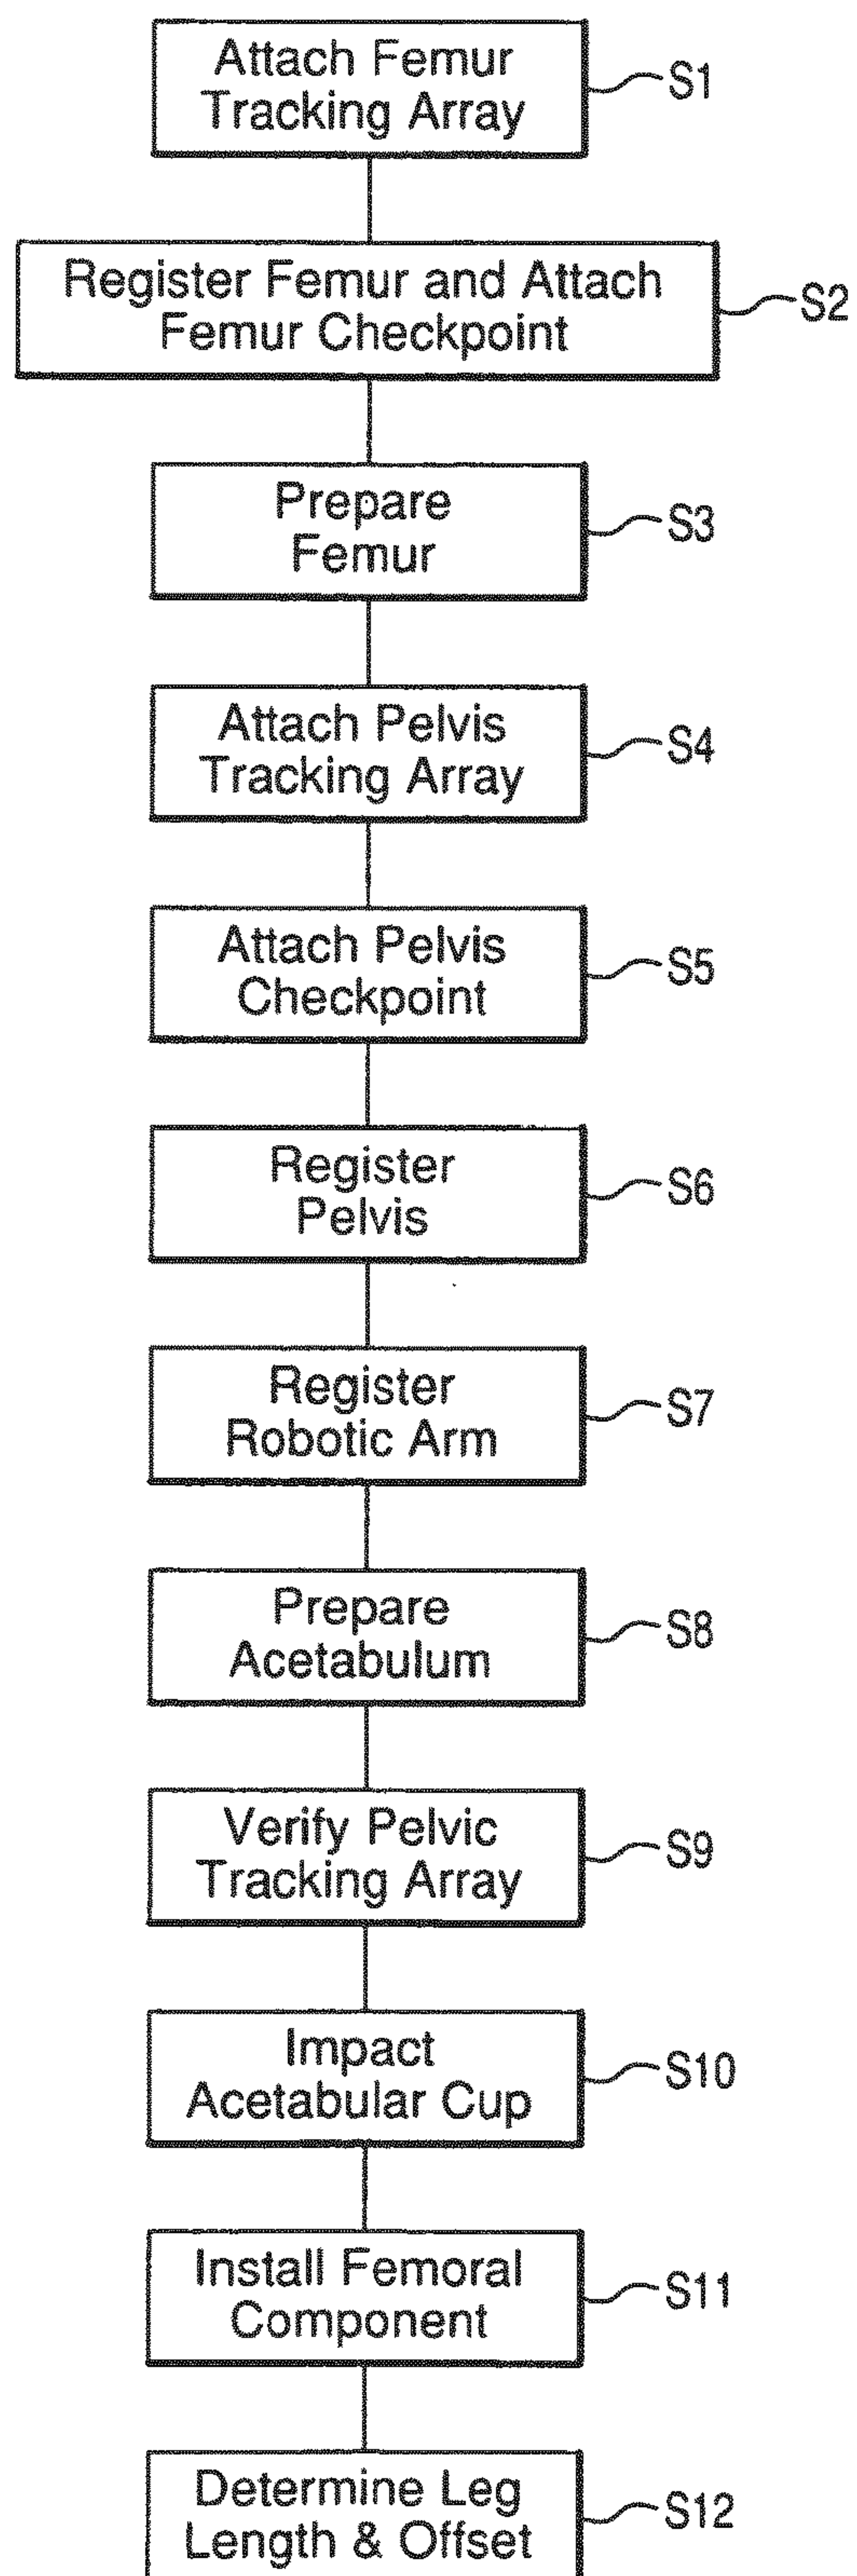 Attach Femur
Tracking Array
S1
Register Femur and Attach
Femur Checkpoint
S2
Prepare
Femur
S3
Attach Pelvis
Tracking Array
S4
Attach Pelvis
Checkpoint
S5
Register
Pelvis
S6
Register
Robotic Arm
S7
Prepare
Acetabulum
S8
Verify Pelvic
Tracking Array
S9
Impact
Acetabular Cup
S10
Install Femoral
Component
S11
Determine Leg
Length & Offset
S12